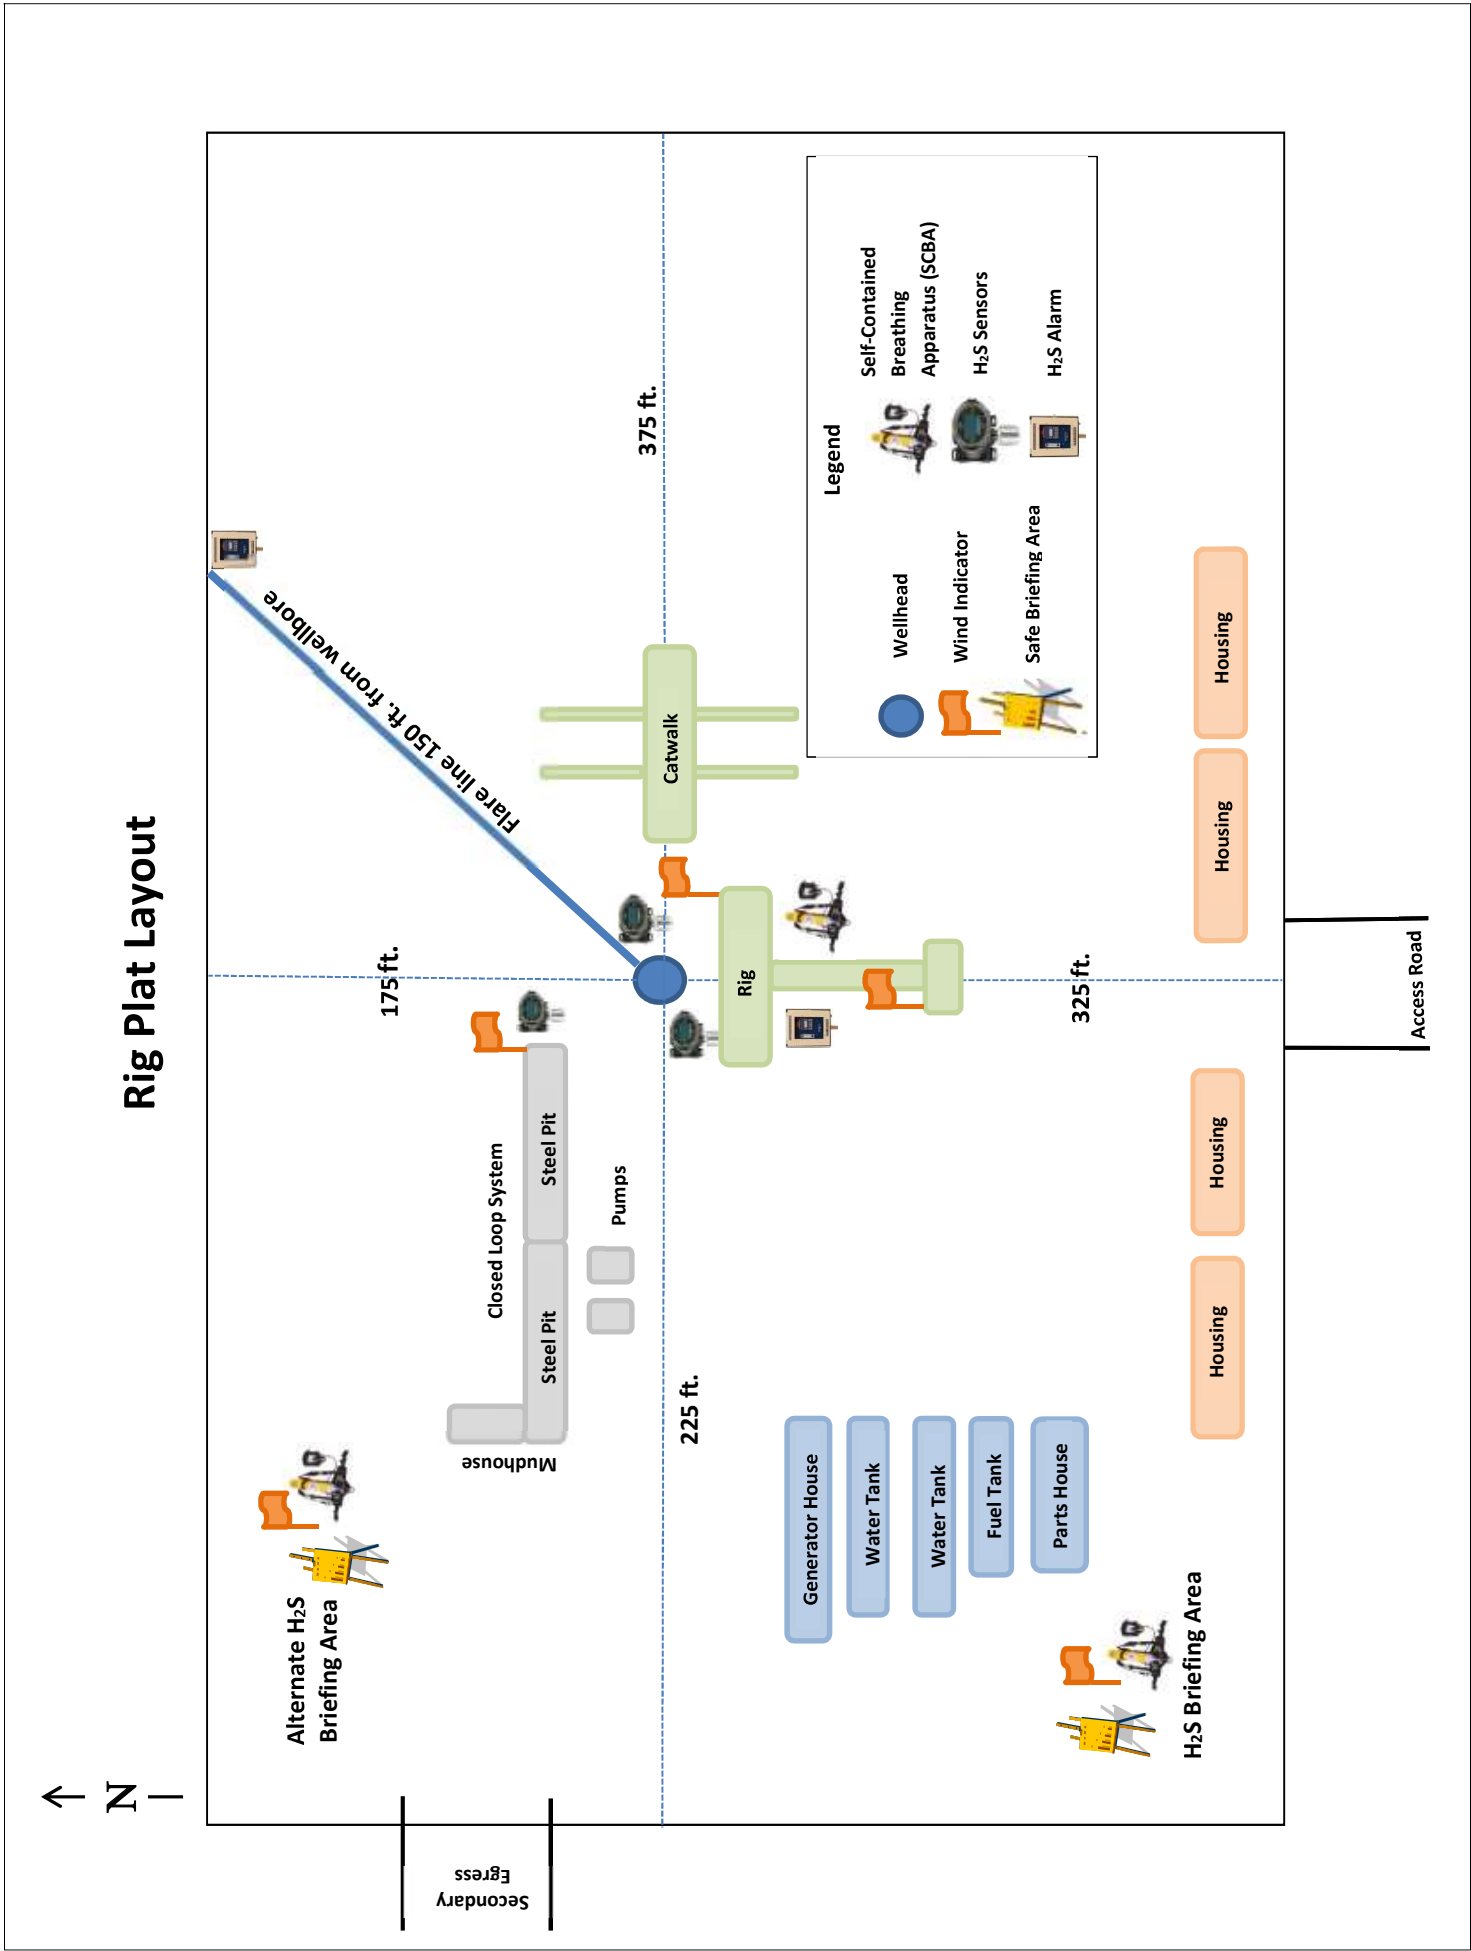 Rig Plat Layout
N
Secondary
Egress
Alternate H₂S
Briefing Area
Mudhouse
Closed Loop System
Steel Pit
Steel Pit
Pumps
175 ft.
Flare line 150 ft. from wellbore
225 ft.
375 ft.
Catwalk
Rig
Generator House
Water Tank
Water Tank
Fuel Tank
Parts House
H₂S Briefing Area
325 ft.
Legend
Wellhead
Wind Indicator
Safe Briefing Area
Self-Contained
Breathing
Apparatus (SCBA)
H₂S Sensors
H₂S Alarm
Housing
Housing
Housing
Housing
Access Road